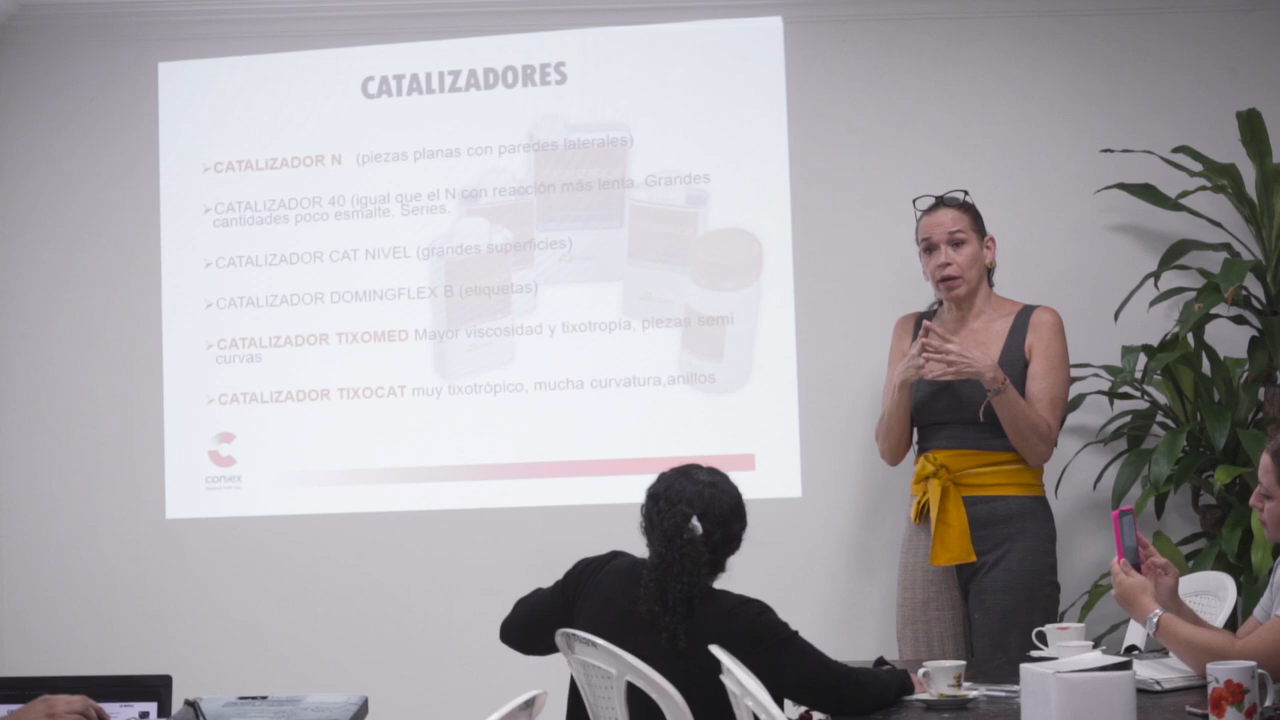 CATALIZADORES
➢CATALIZADOR N (piezas planas con paredes laterales)
➢CATALIZADOR 40 (igual que el N con reacción más lenta. Grandes
cantidades poco esmalte. Series.
➢CATALIZADOR CAT NIVEL (grandes superficies)
➢CATALIZADOR DOMINGFLEX B (etiquetas)
➢CATALIZADOR TIXOMED Mayor viscosidad y tixotropía, piezas semi
curvas
➢CATALIZADOR TIXOCAT muy tixotrópico, mucha curvatura,anillos